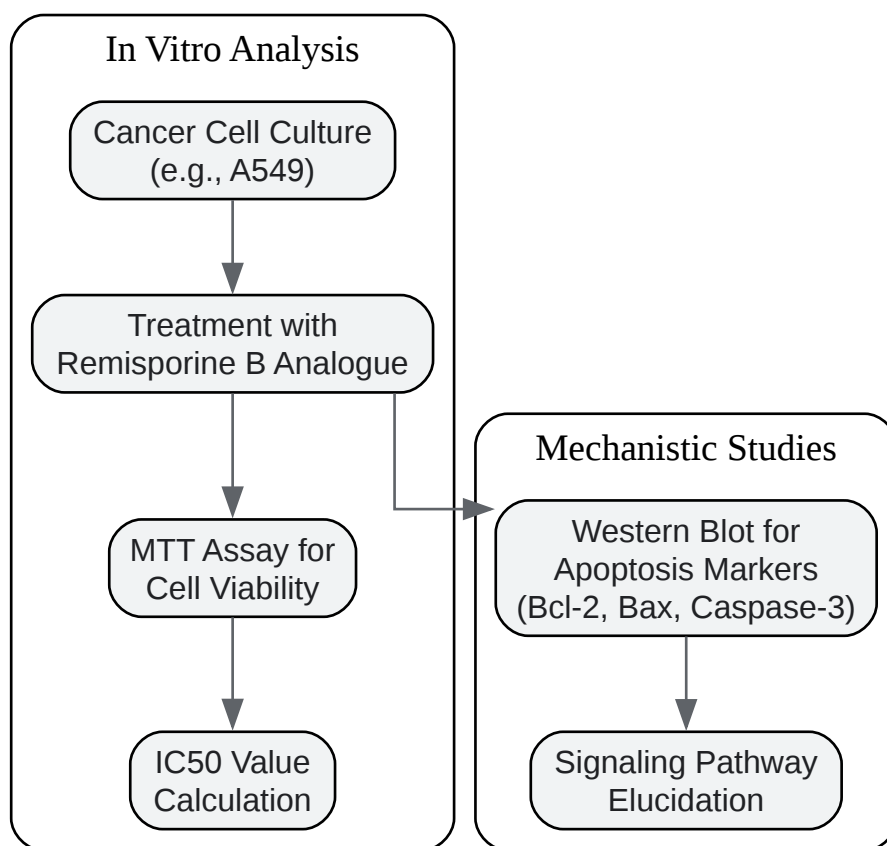 In Vitro Analysis
Cancer Cell Culture
(e.g., A549)
Treatment with
Remisporine B Analogue
MTT Assay for
Cell Viability
IC50 Value
Calculation
Mechanistic Studies
Western Blot for
Apoptosis Markers
(Bcl-2, Bax, Caspase-3)
Signaling Pathway
Elucidation